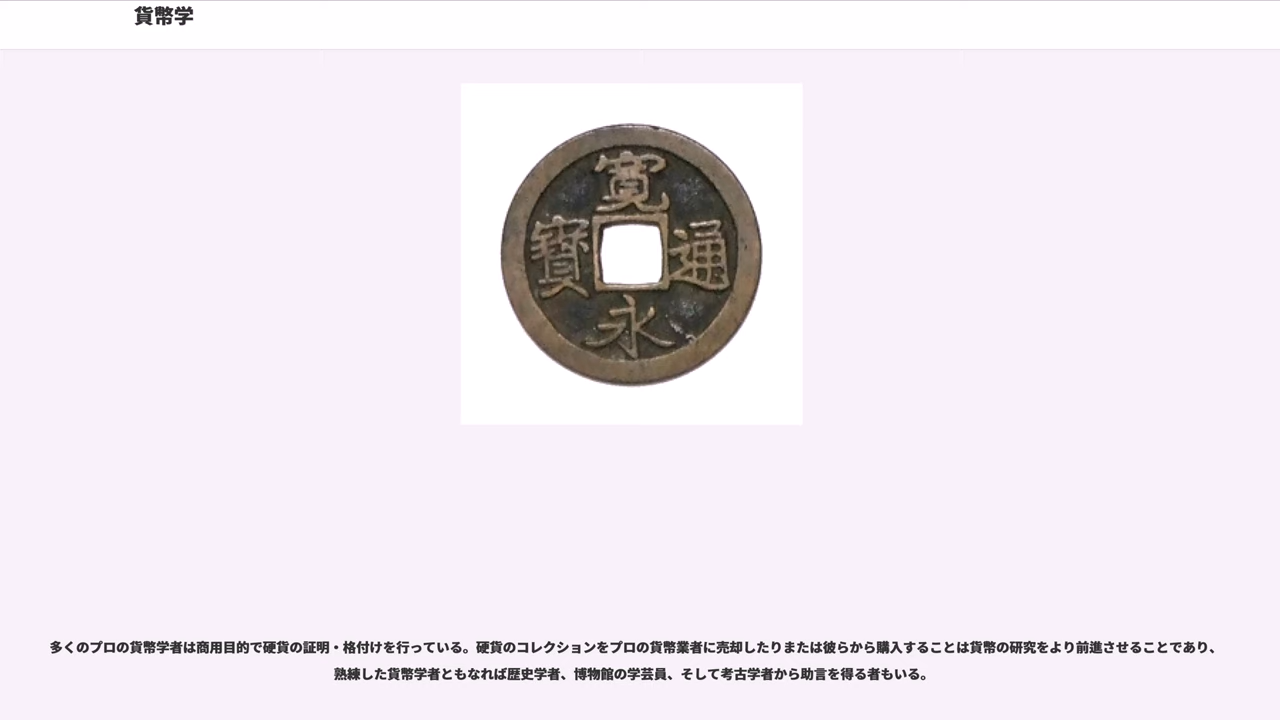 貨幣学
寛
通
永
寳
多くのプロの貨幣学者は商用目的で硬貨の証明・格付けを行っている。硬貨のコレクションをプロの貨幣業者に売却したりまたは彼らから購入することは貨幣の研究をより前進させることであり、
熟練した貨幣学者ともなれば歴史学者、博物館の学芸員、そして考古学者から助言を得る者もいる。